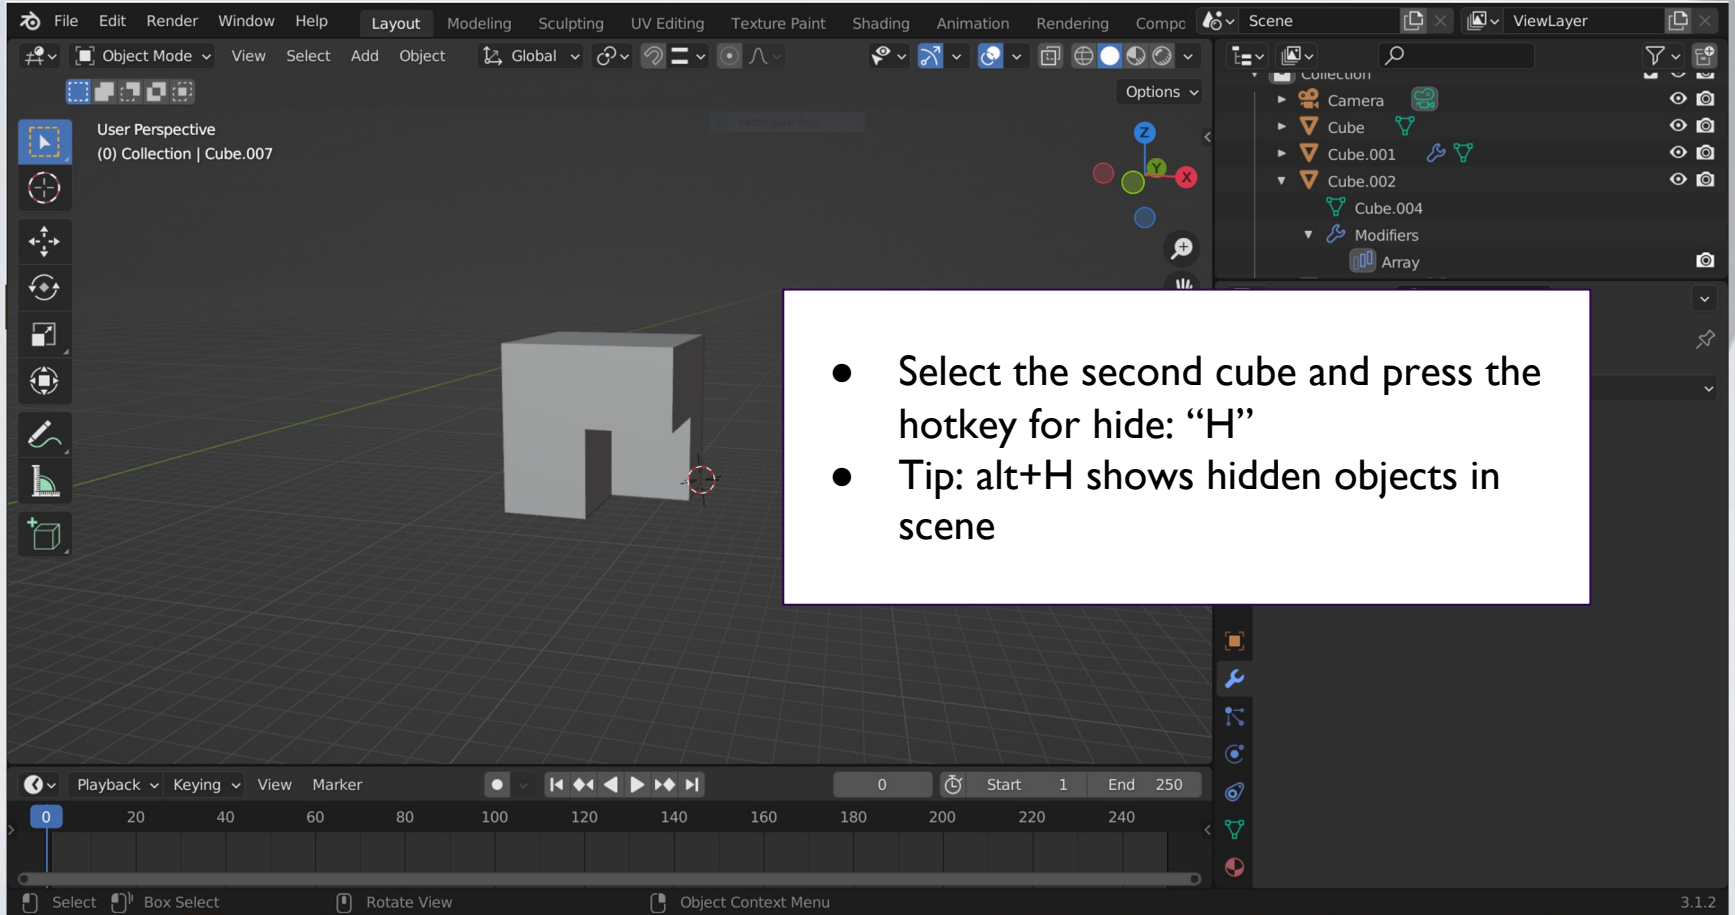 File Edit Render Window Help Layout Modeling Sculpting UV Editing Texture Paint Shading Animation Rendering Compo Scene ViewLayer
Object Mode View Select Add Object Global
Options
User Perspective
(0) Collection | Cube.007
Rectangular Snip
Z
Y
X
Collection
Camera
Cube
Cube.001
Cube.002
Cube.004
Modifiers
Array
● Select the second cube and press the
hotkey for hide: “H”
● Tip: alt+H shows hidden objects in
scene
Playback Keying View Marker 0 Start 1 End 250
0 20 40 60 80 100 120 140 160 180 200 220 240
Select Box Select Rotate View Object Context Menu 3.1.2